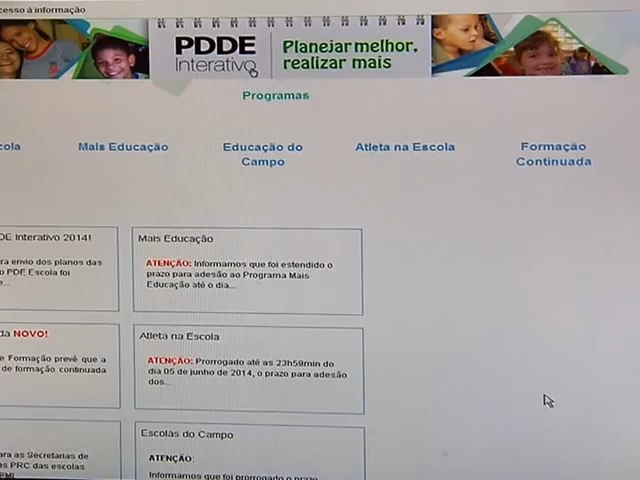 cesso à informação
PDDE
Interativo
Planejar melhor,
realizar mais
Programas
cola
Mais Educação
Educação do
Campo
Atleta na Escola
Formação
Continuada
DE Interativo 2014!
ra envio dos planos das
o PDE Escola foi
e...
Mais Educação
ATENÇÃO: Informamos que foi estendido o
prazo para adesão ao Programa Mais
Educação até o dia...
da NOVO!
e Formação prevê que a
de formação continuada
Atleta na Escola
ATENÇÃO: Prorrogado até as 23h59min do
dia 05 de junho de 2014, o prazo para adesão
dos...
ara as Secretarias de
as PRC das escolas
EMI
Escolas do Campo
ATENÇÃO:
Informamos que foi prorrogado o prazo